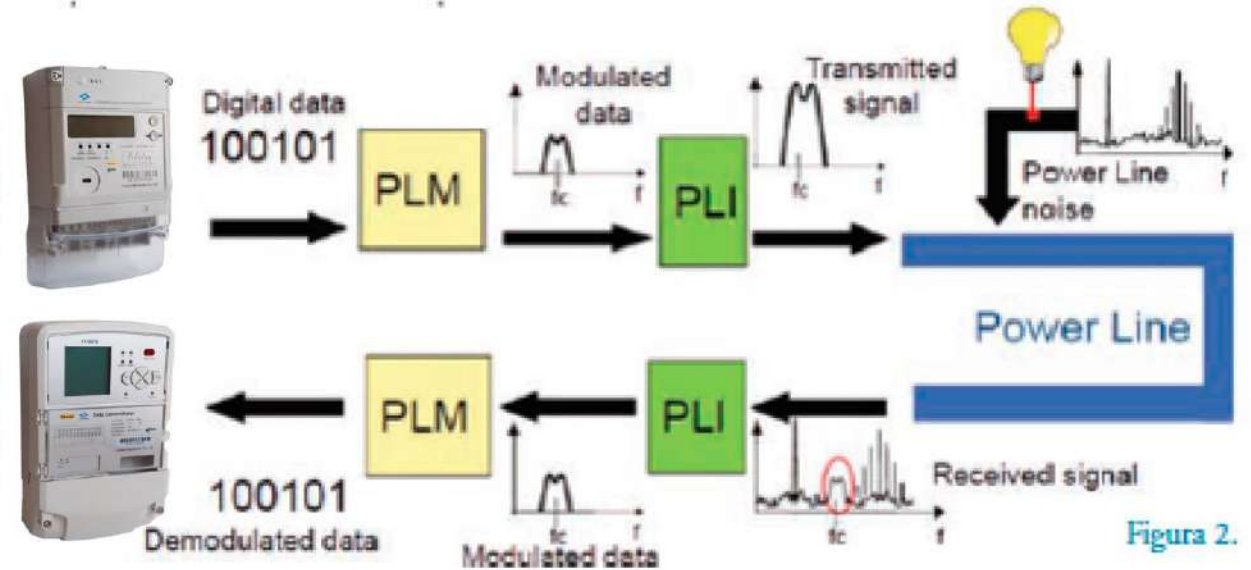 Digital data
100101
PLM
Modulated
data
fc
f
PLI
Transmitted
signal
fc
f
Power Line
noise
f
Power Line
Received signal
fc
f
PLI
Modulated data
fc
f
PLM
100101
Demodulated data
Figura 2.